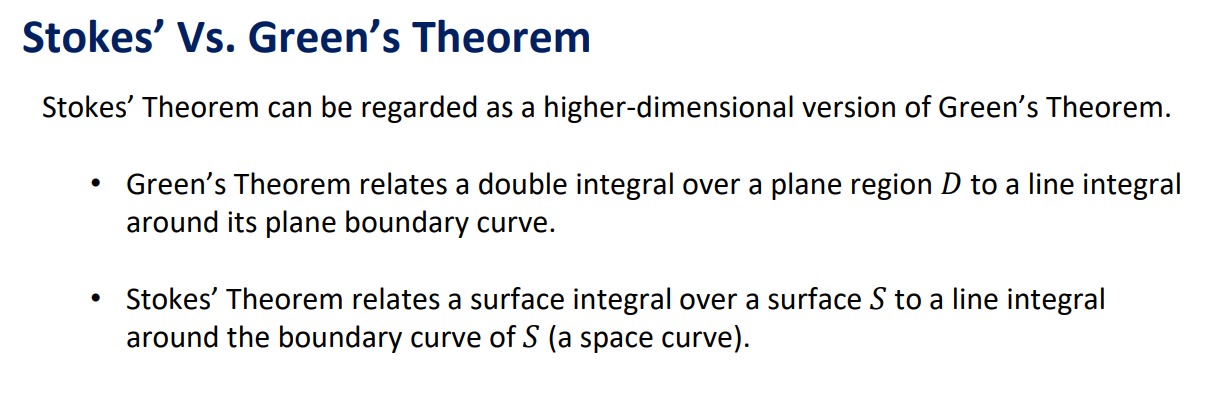 Stokes’ Vs. Green’s Theorem
Stokes’ Theorem can be regarded as a higher-dimensional version of Green’s Theorem.
• Green’s Theorem relates a double integral over a plane region D to a line integral
around its plane boundary curve.
• Stokes’ Theorem relates a surface integral over a surface S to a line integral
around the boundary curve of S (a space curve).